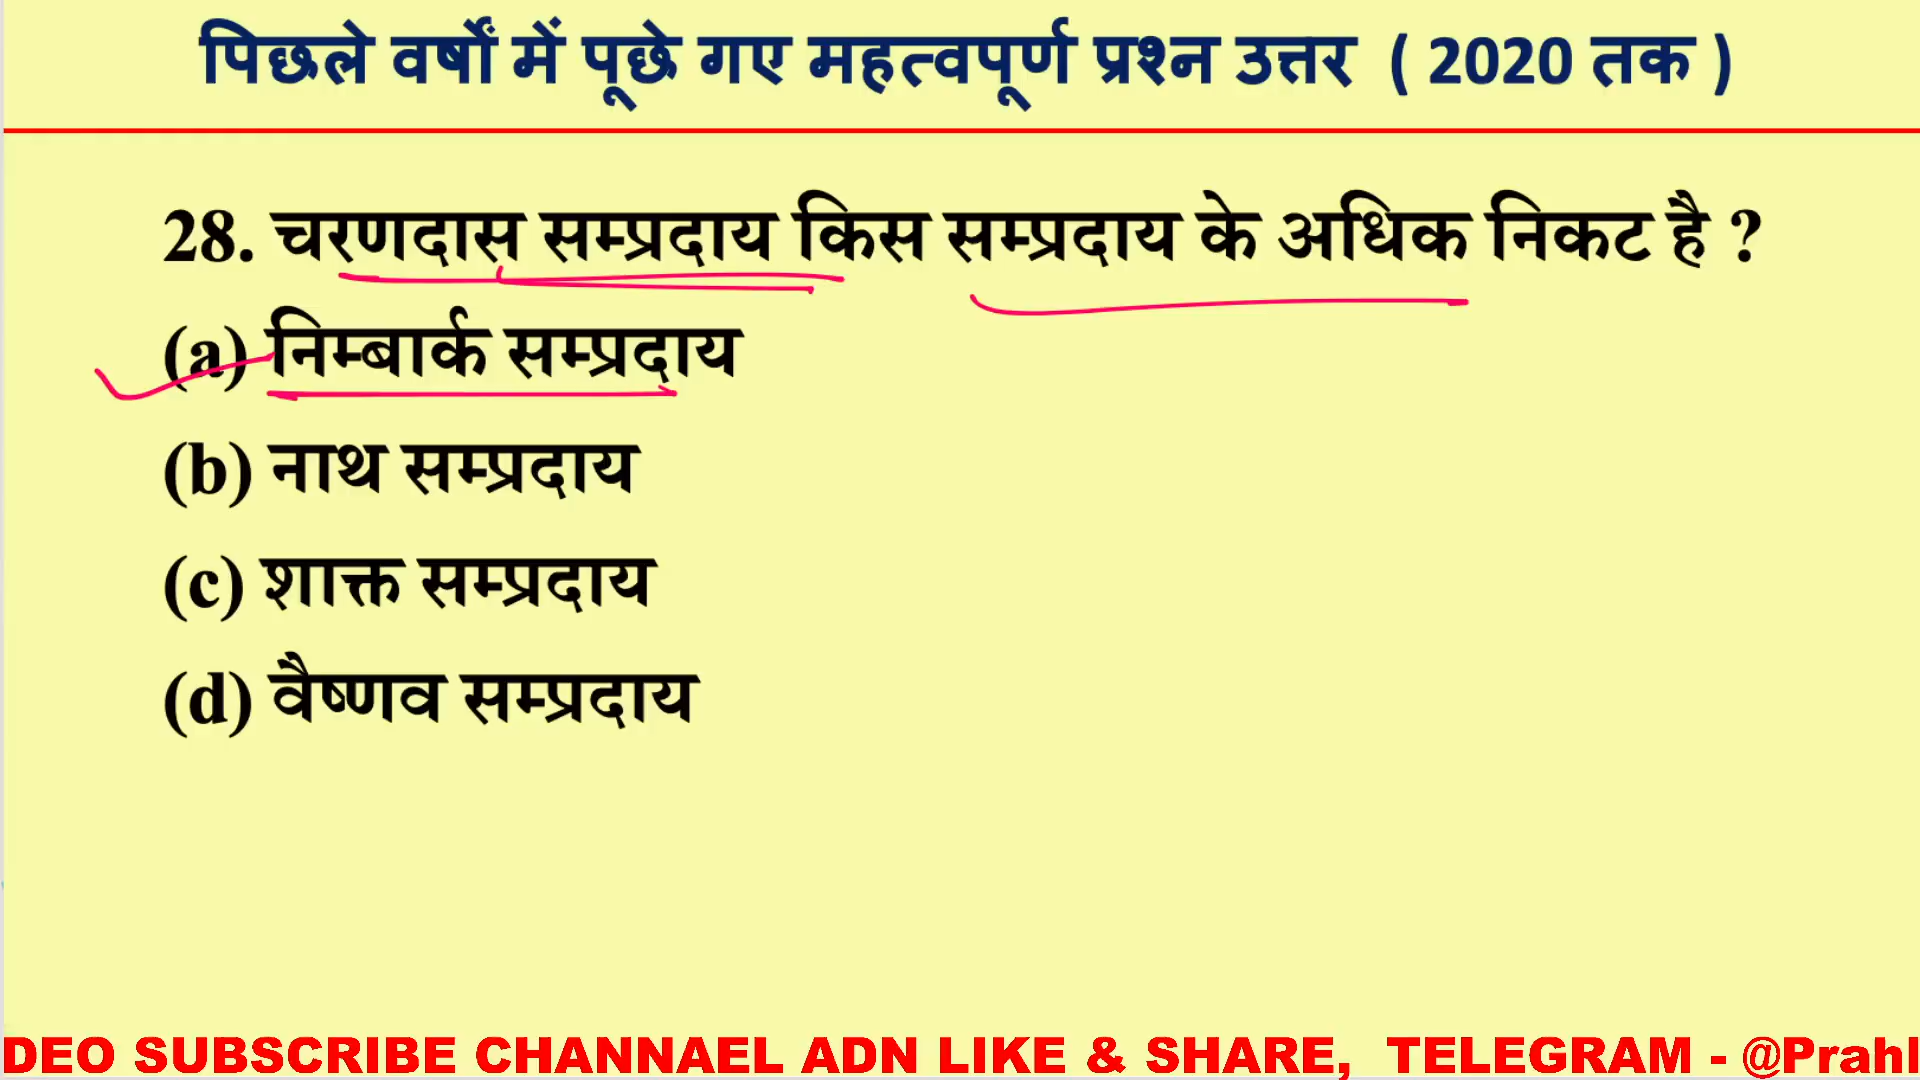 पिछले वर्षों में पूछे गए महत्वपूर्ण प्रश्न उत्तर ( 2020 तक )
28. चरणदास सम्प्रदाय किस सम्प्रदाय के अधिक निकट है ?
(a) निम्बार्क सम्प्रदाय
(b) नाथ सम्प्रदाय
(c) शाक्त सम्प्रदाय
(d) वैष्णव सम्प्रदाय
DEO SUBSCRIBE CHANNAEL ADN LIKE & SHARE, TELEGRAM - @Prahl